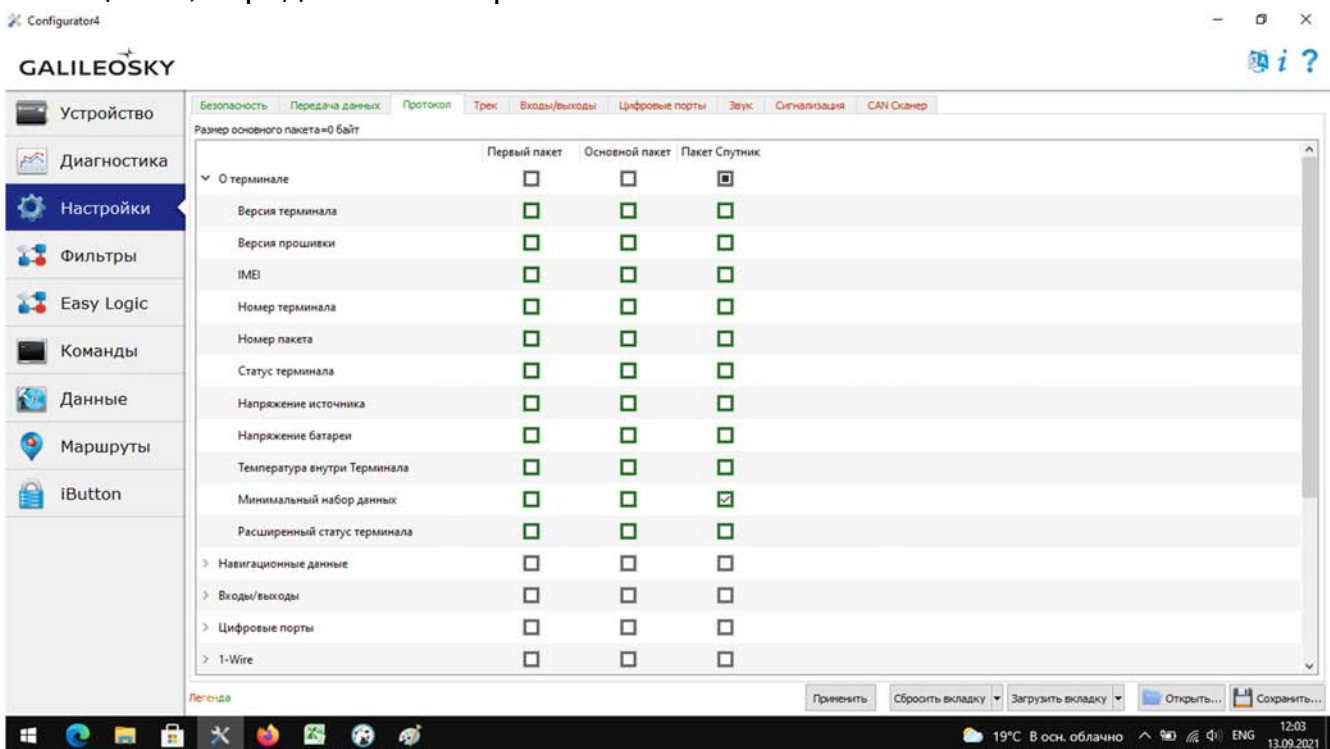 Configurator4
GALILEOSKY
Устройство
Диагностика
Настройки
Фильтры
Easy Logic
Команды
Данные
Маршруты
iButton
Безопасность Передача данных Протокол Трек Входы/выходы Цифровые порты Звук Сигнализация CAN Сканер
Размер основного пакета=0 байт
Первый пакет Основной пакет Пакет Спутник
О терминале
Версия терминала
Версия прошивки
IMEI
Номер терминала
Номер пакета
Статус терминала
Напряжение источника
Напряжение батареи
Температура внутри Терминала
Минимальный набор данных
Расширенный статус терминала
Навигационные данные
Входы/выходы
Цифровые порты
1-Wire
Легенда Применить Сбросить вкладку Загрузить вкладку Открыть... Сохранить...
19°C В осн. облачно ENG 12:03
13.09.2021